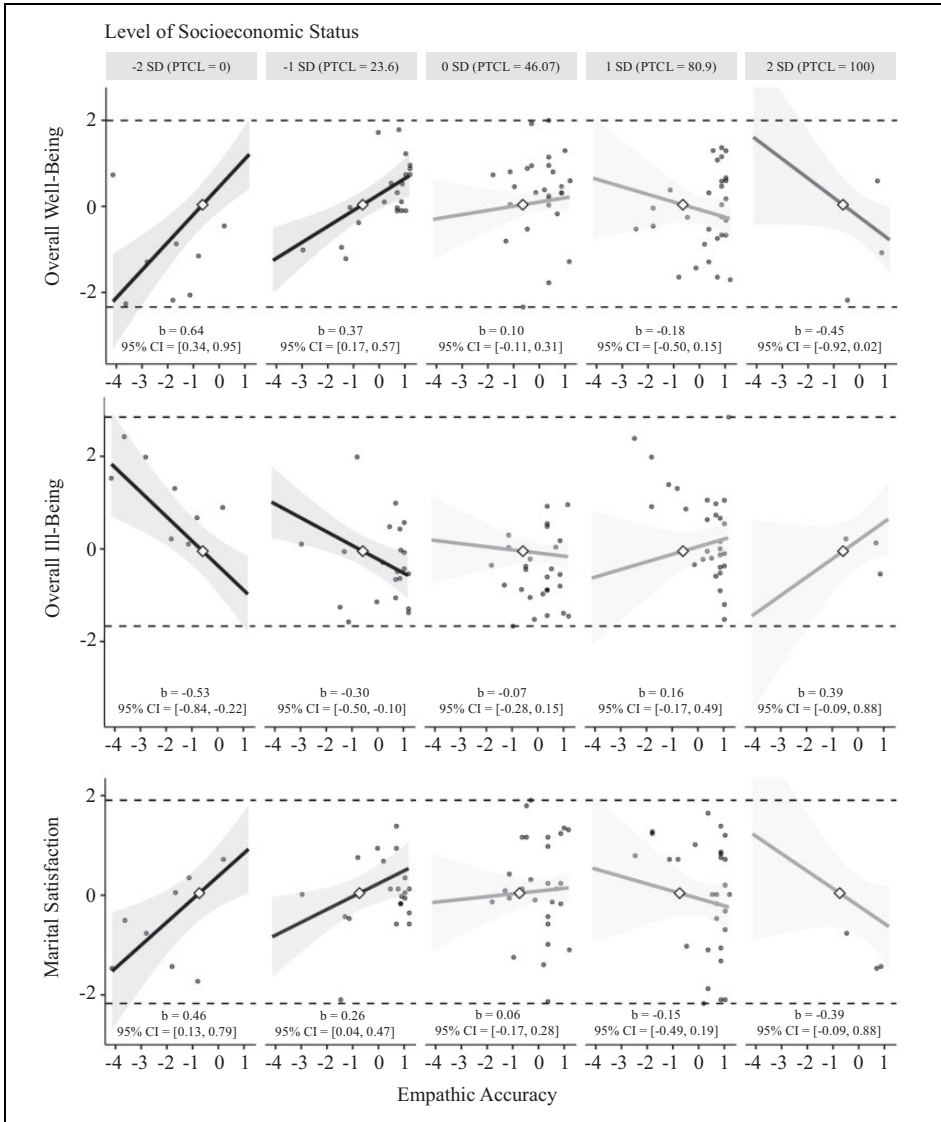 Level of Socioeconomic Status
-2 SD (PTCL = 0) -1 SD (PTCL = 23.6) 0 SD (PTCL = 46.07) 1 SD (PTCL = 80.9) 2 SD (PTCL = 100)
Overall Well-Being
2
0
-2
b = 0.64 b = 0.37 b = 0.10 b = -0.18 b = -0.45
95% CI = [0.34, 0.95] 95% CI = [0.17, 0.57] 95% CI = [-0.11, 0.31] 95% CI = [-0.50, 0.15] 95% CI = [-0.92, 0.02]
-4 -3 -2 -1 0 1 -4 -3 -2 -1 0 1 -4 -3 -2 -1 0 1 -4 -3 -2 -1 0 1 -4 -3 -2 -1 0 1
Overall Ill-Being
2
0
-2
b = -0.53 b = -0.30 b = -0.07 b = 0.16 b = 0.39
95% CI = [-0.84, -0.22] 95% CI = [-0.50, -0.10] 95% CI = [-0.28, 0.15] 95% CI = [-0.17, 0.49] 95% CI = [-0.09, 0.88]
-4 -3 -2 -1 0 1 -4 -3 -2 -1 0 1 -4 -3 -2 -1 0 1 -4 -3 -2 -1 0 1 -4 -3 -2 -1 0 1
Marital Satisfaction
2
0
-2
b = 0.46 b = 0.26 b = 0.06 b = -0.15 b = -0.39
95% CI = [0.13, 0.79] 95% CI = [0.04, 0.47] 95% CI = [-0.17, 0.28] 95% CI = [-0.49, 0.19] 95% CI = [-0.09, 0.88]
-4 -3 -2 -1 0 1 -4 -3 -2 -1 0 1 -4 -3 -2 -1 0 1 -4 -3 -2 -1 0 1 -4 -3 -2 -1 0 1
Empathic Accuracy